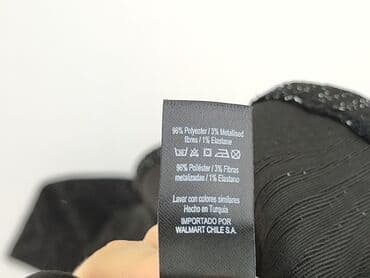 96% Polyester / 3% Metallised
fibres / 1% Elastane
96% Poliéster / 3% Fibras
metalizadas / 1% Elastano
Lavar con colores similares
Hecho en Turquía
IMPORTADO POR
WALMART CHILE S.A.